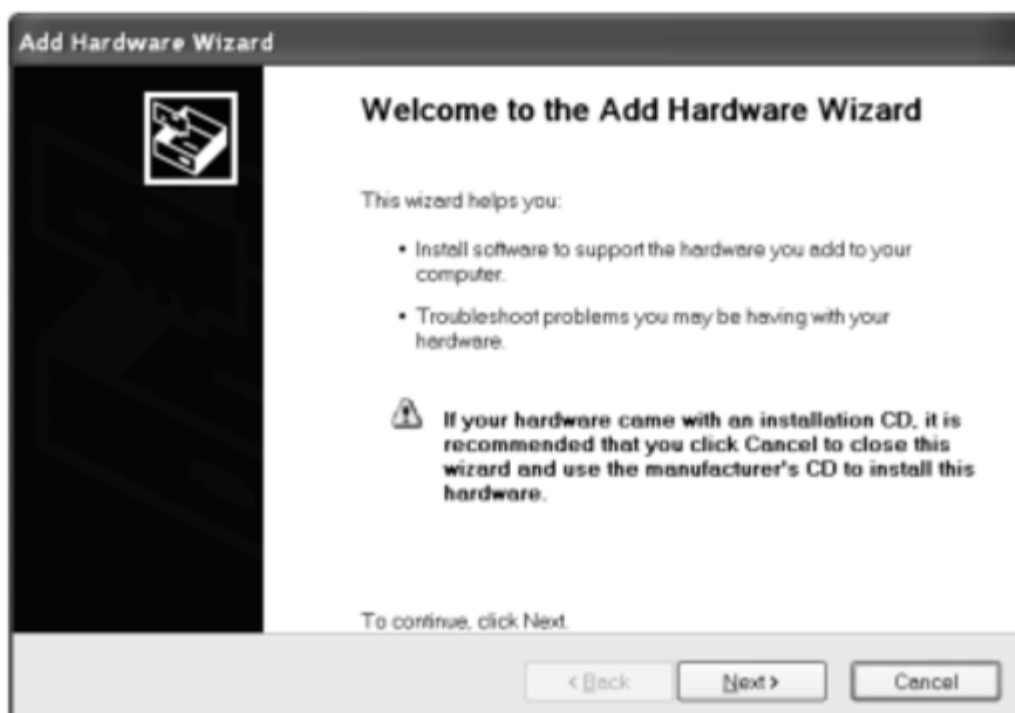 Add Hardware Wizard
Welcome to the Add Hardware Wizard
This wizard helps you:
• Install software to support the hardware you add to your
computer.
• Troubleshoot problems you may be having with your
hardware.
If your hardware came with an installation CD, it is
recommended that you click Cancel to close this
wizard and use the manufacturer's CD to install this
hardware.
To continue, click Next.
< Back Next > Cancel